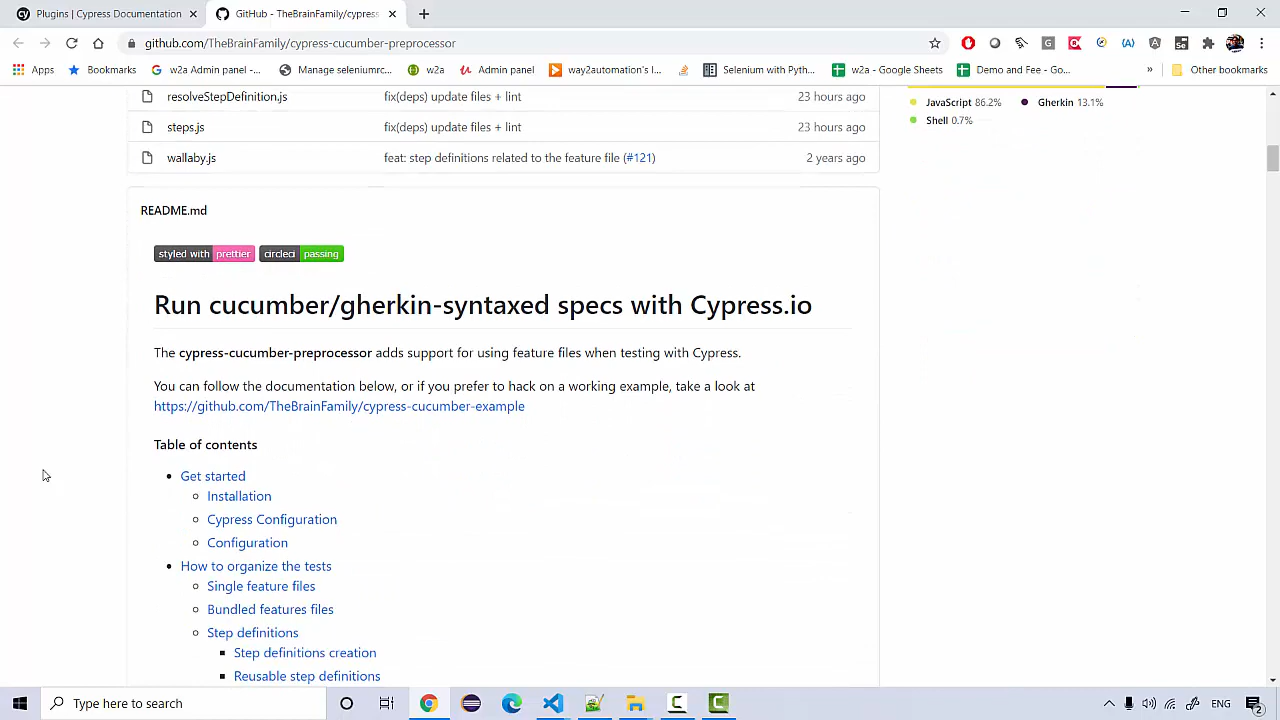 Plugins | Cypress Documentation
GitHub - TheBrainFamily/cypress
github.com/TheBrainFamily/cypress-cucumber-preprocessor
Apps
Bookmarks
w2a Admin panel -...
Manage seleniumrc...
w2a
Admin panel
way2automation's I...
Selenium with Pyth...
w2a - Google Sheets
Demo and Fee - Go...
»
Other bookmarks
resolveStepDefinition.js fix(deps) update files + lint 23 hours ago
steps.js fix(deps) update files + lint 23 hours ago
wallaby.js feat: step definitions related to the feature file (#121) 2 years ago
JavaScript 86.2% Gherkin 13.1%
Shell 0.7%
README.md
styled with prettier circleci passing
Run cucumber/gherkin-syntaxed specs with Cypress.io
The cypress-cucumber-preprocessor adds support for using feature files when testing with Cypress.
You can follow the documentation below, or if you prefer to hack on a working example, take a look at
https://github.com/TheBrainFamily/cypress-cucumber-example
Table of contents
Get started
Installation
Cypress Configuration
Configuration
How to organize the tests
Single feature files
Bundled features files
Step definitions
Step definitions creation
Reusable step definitions
Type here to search
ENG
2